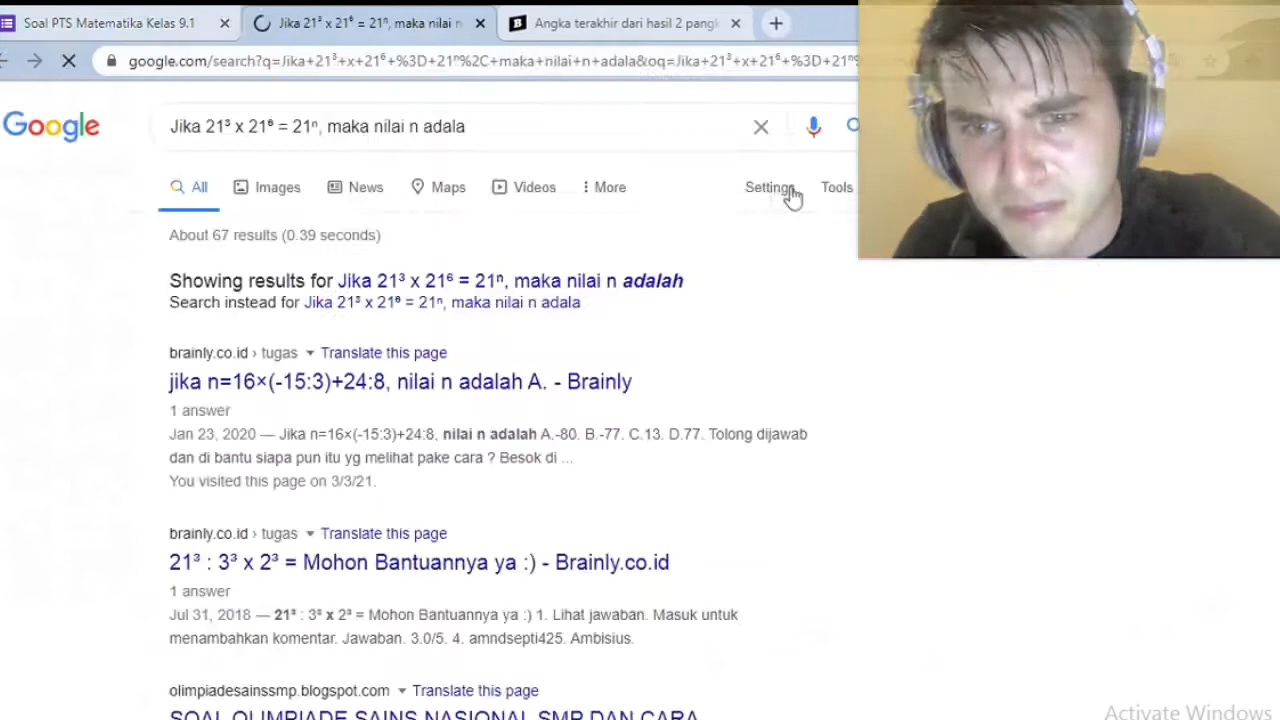 Soal PTS Matematika Kelas 9.1
Jika 21³ x 21⁶ = 21ⁿ, maka nilai n
Angka terakhir dari hasil 2 pangk
google.com/search?q=Jika+21³+x+21⁶+%3D+21ⁿ%2C+maka+nilai+n+adala&oq=Jika+21³+x+21⁶+%3D+21ⁿ%
Google
Jika 21³ x 21⁶ = 21ⁿ, maka nilai n adala
All
Images
News
Maps
Videos
More
Settings
Tools
About 67 results (0.39 seconds)
Showing results for Jika 21³ x 21⁶ = 21ⁿ, maka nilai n adalah
Search instead for Jika 21³ x 21⁶ = 21ⁿ, maka nilai n adala
brainly.co.id › tugas ▾ Translate this page
jika n=16×(-15:3)+24:8, nilai n adalah A. - Brainly
1 answer
Jan 23, 2020 — Jika n=16×(-15:3)+24:8, nilai n adalah A.-80. B.-77. C.13. D.77. Tolong dijawab
dan di bantu siapa pun itu yg melihat pake cara ? Besok di ...
You visited this page on 3/3/21.
brainly.co.id › tugas ▾ Translate this page
21³ : 3³ x 2³ = Mohon Bantuannya ya :) - Brainly.co.id
1 answer
Jul 31, 2018 — 21³ : 3³ x 2³ = Mohon Bantuannya ya :) 1. Lihat jawaban. Masuk untuk
menambahkan komentar. Jawaban. 3.0/5. 4. amndsepti425. Ambisius.
olimpiadesainssmp.blogspot.com ▾ Translate this page
SOAL OLIMPIADE SAINS NASIONAL SMP DAN CARA
Activate Windows